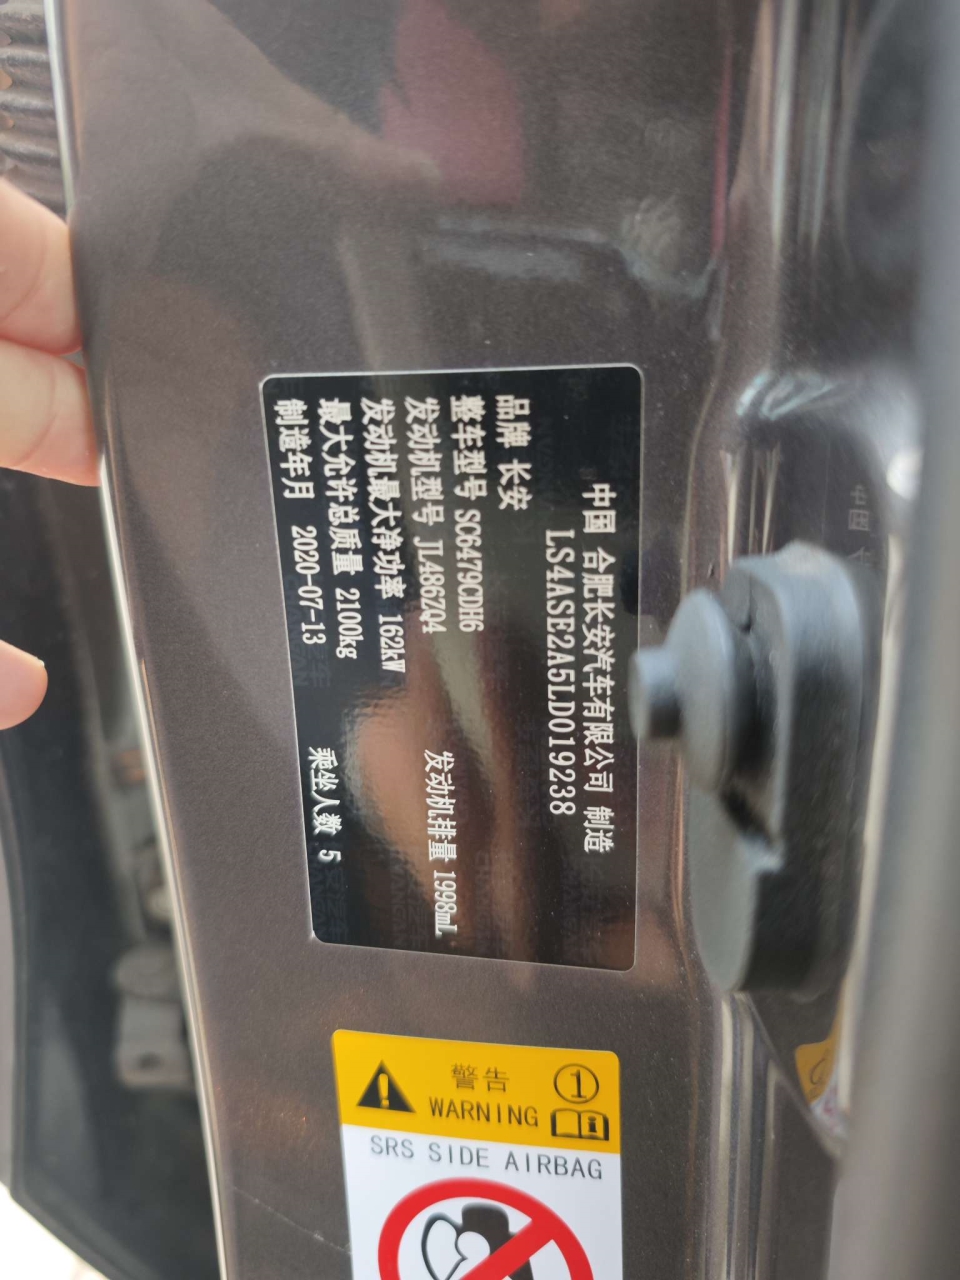 中国 合肥长安汽车有限公司 制造
LS4ASE2A5LD019238
品牌 长安
整车型号 SC6479CDH6
发动机型号 JL486ZQ4 发动机排量 1998mL
发动机最大净功率 162kW
最大允许总质量 2100kg
制造年月 2020-07-13 乘坐人数 5
警告
WARNING
①
SRS SIDE AIRBAG
中国